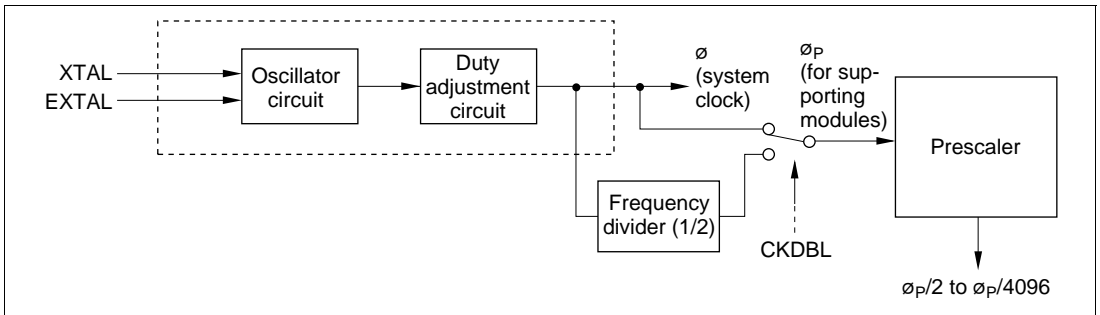 XTAL
EXTAL
Oscillator
circuit
Duty
adjustment
circuit
ø
(system
clock)
øP
(for sup-
porting
modules)
Prescaler
Frequency
divider (1/2)
CKDBL
øP/2 to øP/4096